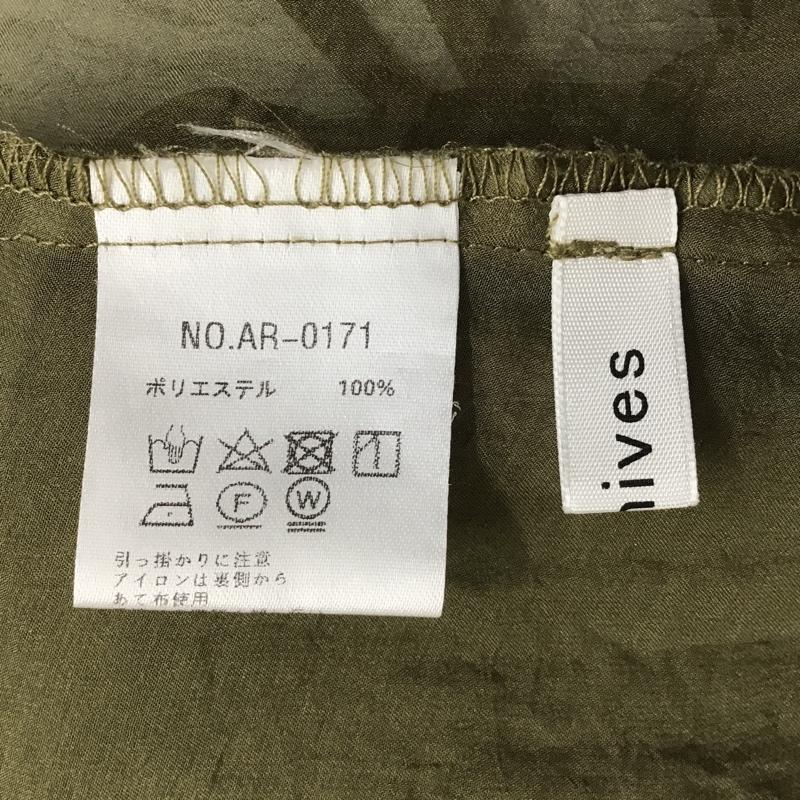 NO.AR-0171
ポリエステル 100%
F W
引っ掛かりに注意
アイロンは裏側から
あて布使用
hives